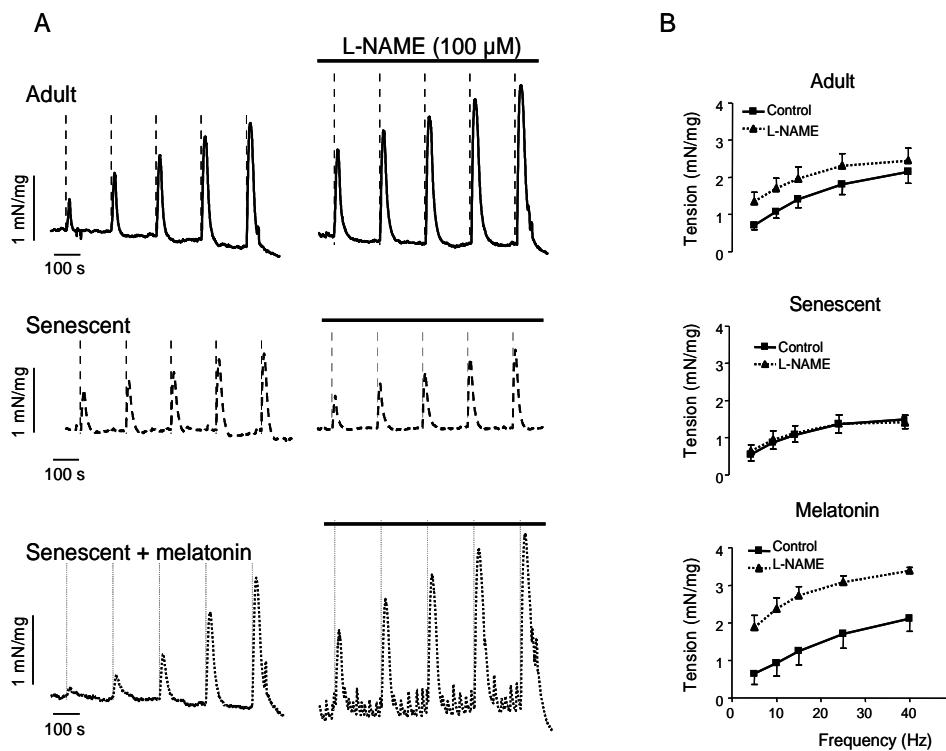 A
L-NAME (100 µM)
Adult
1 mN/mg
100 s
Senescent
1 mN/mg
100 s
Senescent + melatonin
1 mN/mg
100 s
B
Adult
Control
L-NAME
Tension (mN/mg)
4
3
2
1
0
Senescent
Control
L-NAME
Tension (mN/mg)
4
3
2
1
0
Melatonin
Control
L-NAME
Tension (mN/mg)
4
3
2
1
0
0 10 20 30 40
Frequency (Hz)